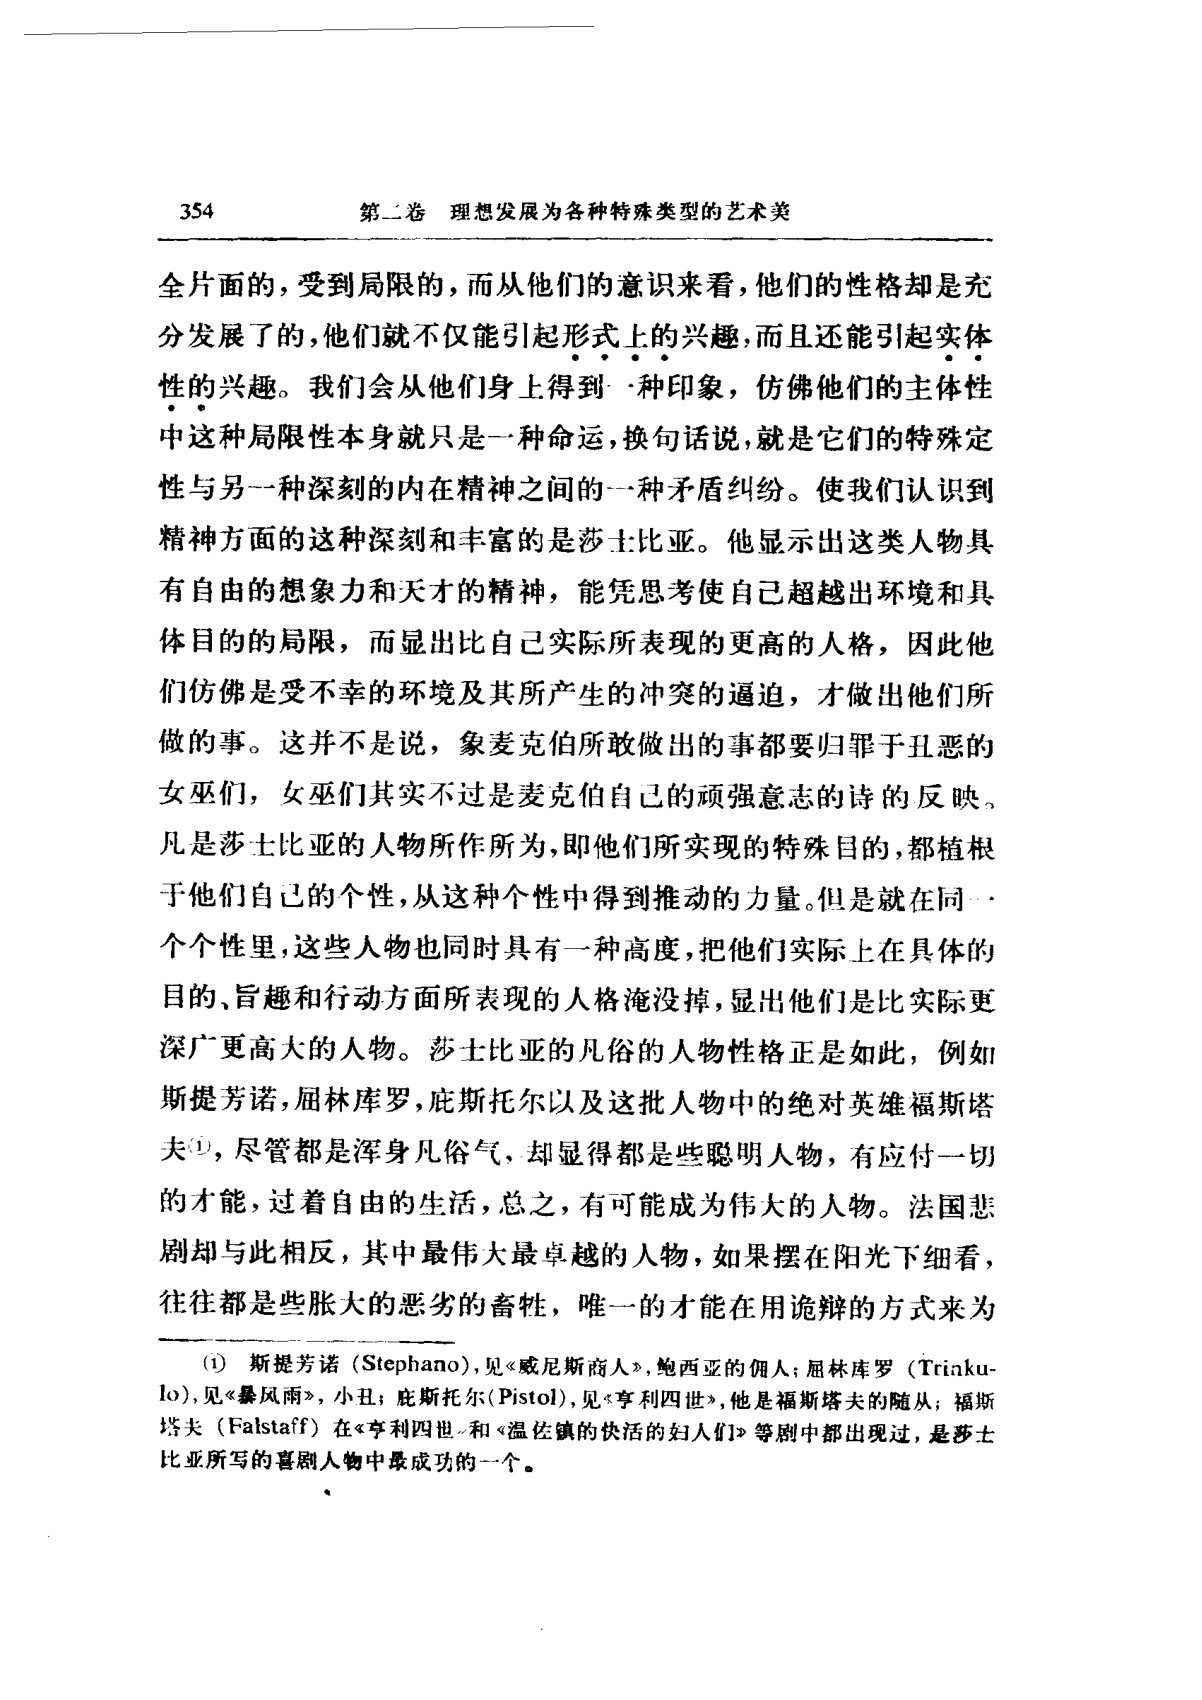 354 第二卷 理想发展为各种特殊类型的艺术美
全片面的，受到局限的，而从他们的意识来看，他们的性格却是充
分发展了的，他们就不仅能引起形式上的兴趣，而且还能引起实体
性的兴趣。我们会从他们身上得到一种印象，仿佛他们的主体性
中这种局限性本身就只是一种命运，换句话说，就是它们的特殊定
性与另一种深刻的内在精神之间的一种矛盾纠纷。使我们认识到
精神方面的这种深刻和丰富的是莎士比亚。他显示出这类人物具
有自由的想象力和天才的精神，能凭思考使自己超越出环境和具
体目的的局限，而显出比自己实际所表现的更高的人格，因此他
们仿佛是受不幸的环境及其所产生的冲突的逼迫，才做出他们所
做的事。这并不是说，象麦克伯所敢做出的事都要归罪于丑恶的
女巫们，女巫们其实不过是麦克伯自己的顽强意志的诗的反映。
凡是莎士比亚的人物所作所为，即他们所实现的特殊目的，都植根
于他们自己的个性，从这种个性中得到推动的力量。但是就在同一
个个性里，这些人物也同时具有一种高度，把他们实际上在具体的
目的、旨趣和行动方面所表现的人格淹没掉，显出他们是比实际更
深广更高大的人物。莎士比亚的凡俗的人物性格正是如此，例如
斯提芳诺，屈林库罗，庇斯托尔以及这批人物中的绝对英雄福斯塔
夫①，尽管都是浑身凡俗气，却显得都是些聪明人物，有应付一切
的才能，过着自由的生活，总之，有可能成为伟大的人物。法国悲
剧却与此相反，其中最伟大最卓越的人物，如果摆在阳光下细看，
往往都是些胀大的恶劣的畜牲，唯一的才能在用诡辩的方式来为
① 斯提芳诺（Stephano），见《威尼斯商人》，鲍西亚的佣人；屈林库罗（Trinku-
lo），见《暴风雨》，小丑；庇斯托尔（Pistol），见《亨利四世》，他是福斯塔夫的随从；福斯
塔夫（Falstaff）在《亨利四世》和《温佐镇的快活的妇人们》等剧中都出现过，是莎士
比亚所写的喜剧人物中最成功的一个。